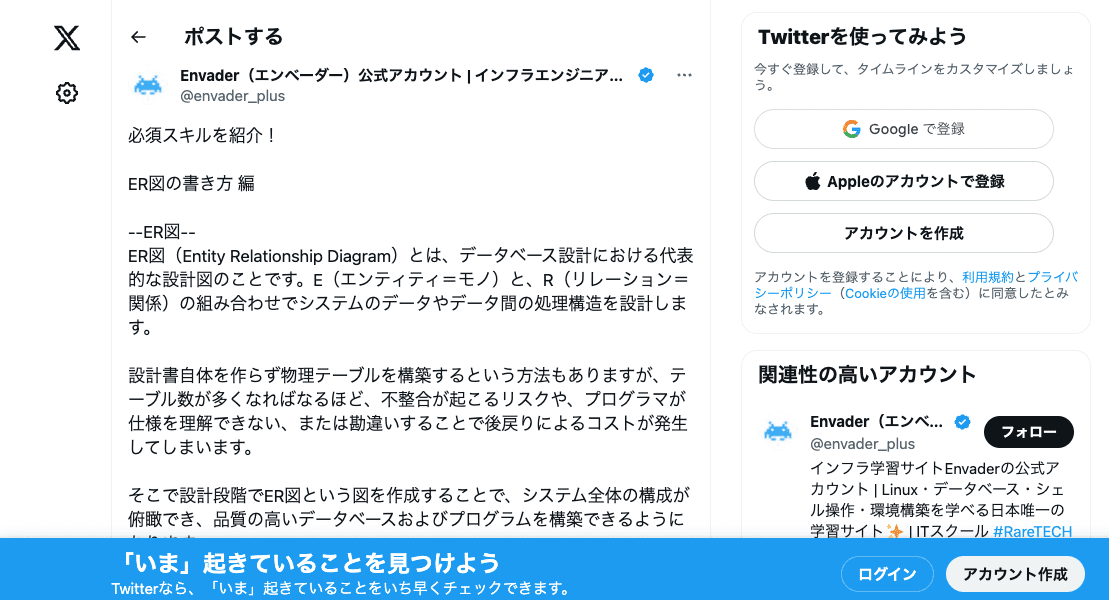 ポストする
Envader（エンベーダー）公式アカウント | インフラエンジニア...
@envader_plus
必須スキルを紹介！
ER図の書き方 編
--ER図--
ER図（Entity Relationship Diagram）とは、データベース設計における代表
的な設計図のことです。E（エンティティ＝モノ）と、R（リレーション＝
関係）の組み合わせでシステムのデータやデータ間の処理構造を設計しま
す。
設計書自体を作らず物理テーブルを構築するという方法もありますが、テ
ーブル数が多くなればなるほど、不整合が起こるリスクや、プログラマが
仕様を理解できない、または勘違いすることで後戻りによるコストが発生
してしまいます。
そこで設計段階でER図という図を作成することで、システム全体の構成が
俯瞰でき、品質の高いデータベースおよびプログラムを構築できるように
Twitterを使ってみよう
今すぐ登録して、タイムラインをカスタマイズしましょ
う。
Google で登録
Appleのアカウントで登録
アカウントを作成
アカウントを登録することにより、利用規約とプライバ
シーポリシー（Cookieの使用を含む）に同意したとみ
なされます。
関連性の高いアカウント
Envader（エンベ...
フォロー
@envader_plus
インフラ学習サイトEnvaderの公式ア
カウント | Linux・データベース・シェ
ル操作・環境構築を学べる日本唯一の
学習サイト✨ | ITスクール #RareTECH
「いま」起きていることを見つけよう
Twitterなら、「いま」起きていることをいち早くチェックできます。
ログイン
アカウント作成